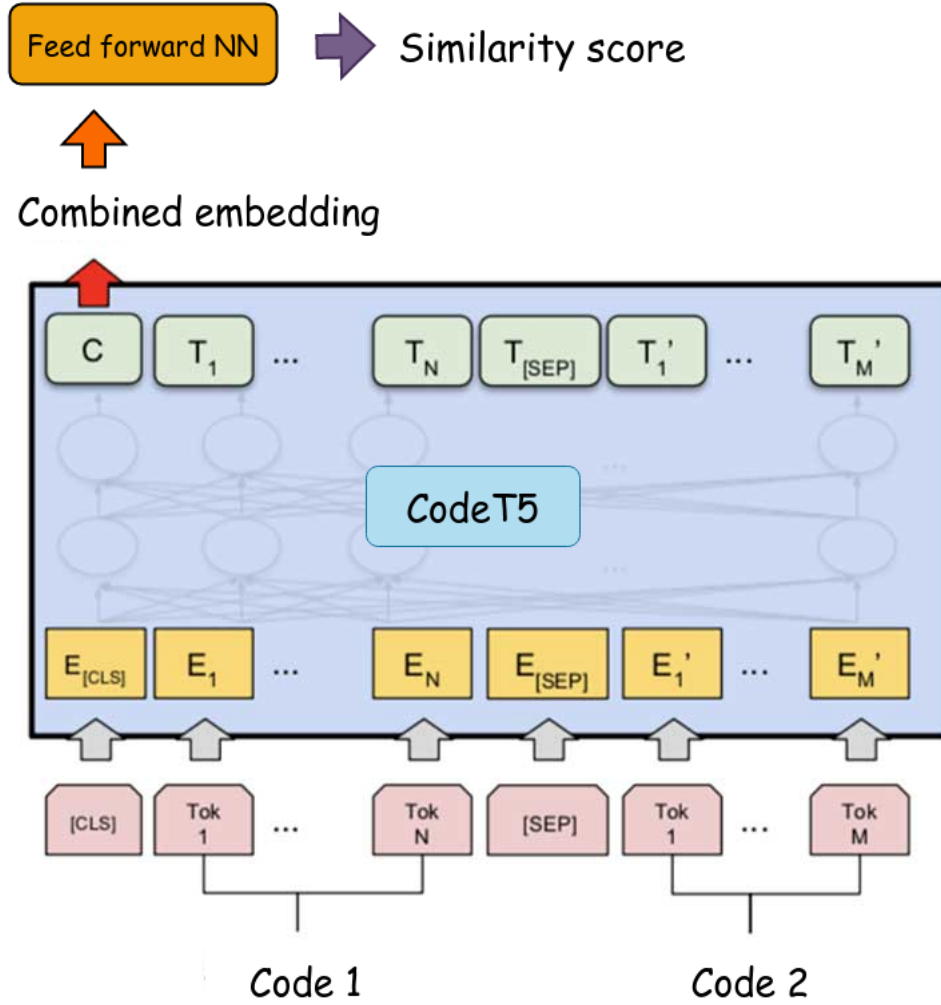 Feed forward NN
Similarity score
Combined embedding
C T1 ... TN T[SEP] T1' ... TM'
...
CodeT5
...
E[CLS] E1 ... EN E[SEP] E1' ... EM'
[CLS] Tok 1 ... Tok N [SEP] Tok 1 ... Tok M
Code 1 Code 2